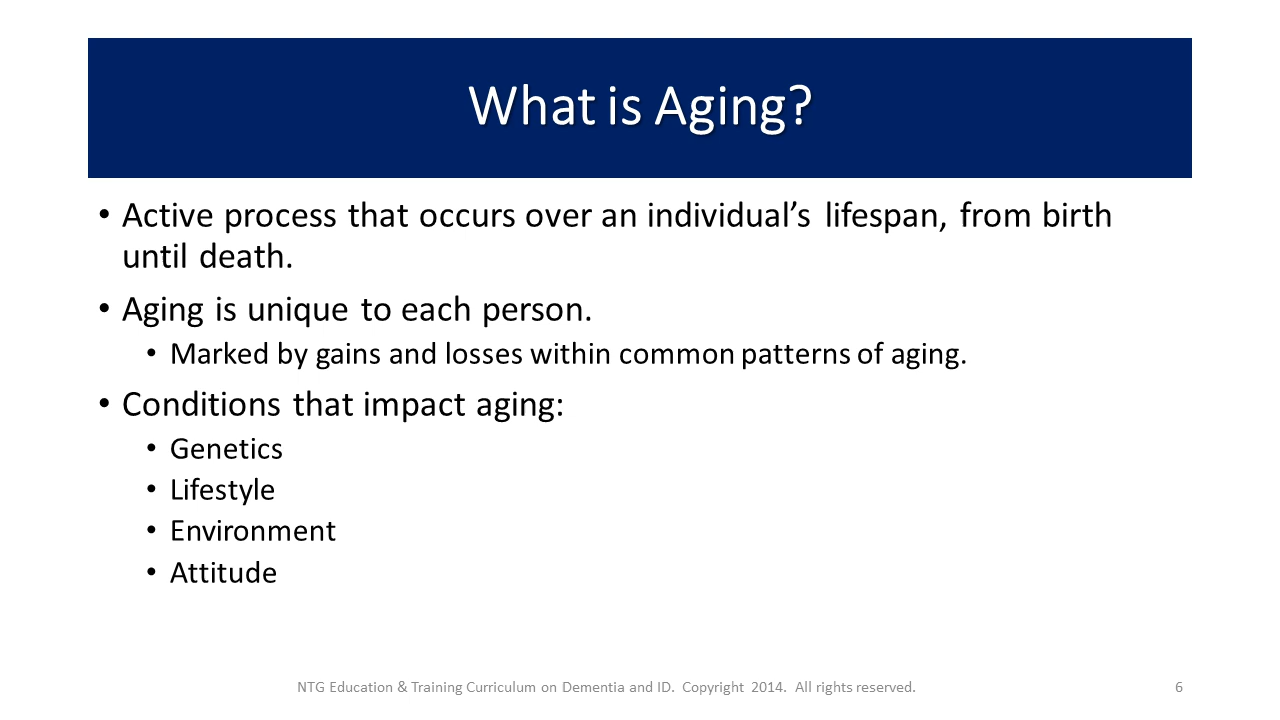 What is Aging?
• Active process that occurs over an individual’s lifespan, from birth
until death.
• Aging is unique to each person.
• Marked by gains and losses within common patterns of aging.
• Conditions that impact aging:
• Genetics
• Lifestyle
• Environment
• Attitude
NTG Education & Training Curriculum on Dementia and ID. Copyright 2014. All rights reserved.
6